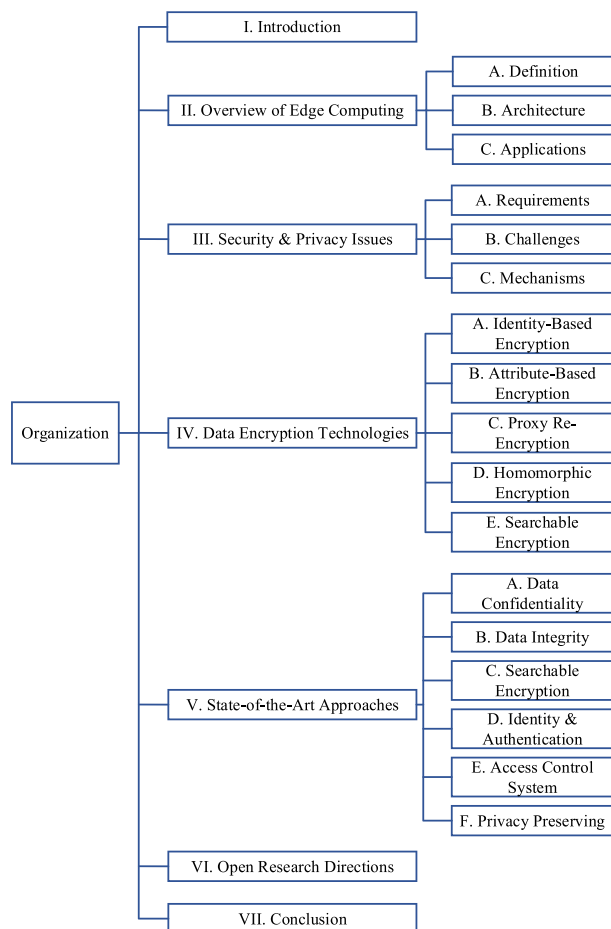 Organization
I. Introduction
II. Overview of Edge Computing
A. Definition
B. Architecture
C. Applications
III. Security & Privacy Issues
A. Requirements
B. Challenges
C. Mechanisms
IV. Data Encryption Technologies
A. Identity-Based
Encryption
B. Attribute-Based
Encryption
C. Proxy Re-
Encryption
D. Homomorphic
Encryption
E. Searchable
Encryption
V. State-of-the-Art Approaches
A. Data
Confidentiality
B. Data Integrity
C. Searchable
Encryption
D. Identity &
Authentication
E. Access Control
System
F. Privacy Preserving
VI. Open Research Directions
VII. Conclusion